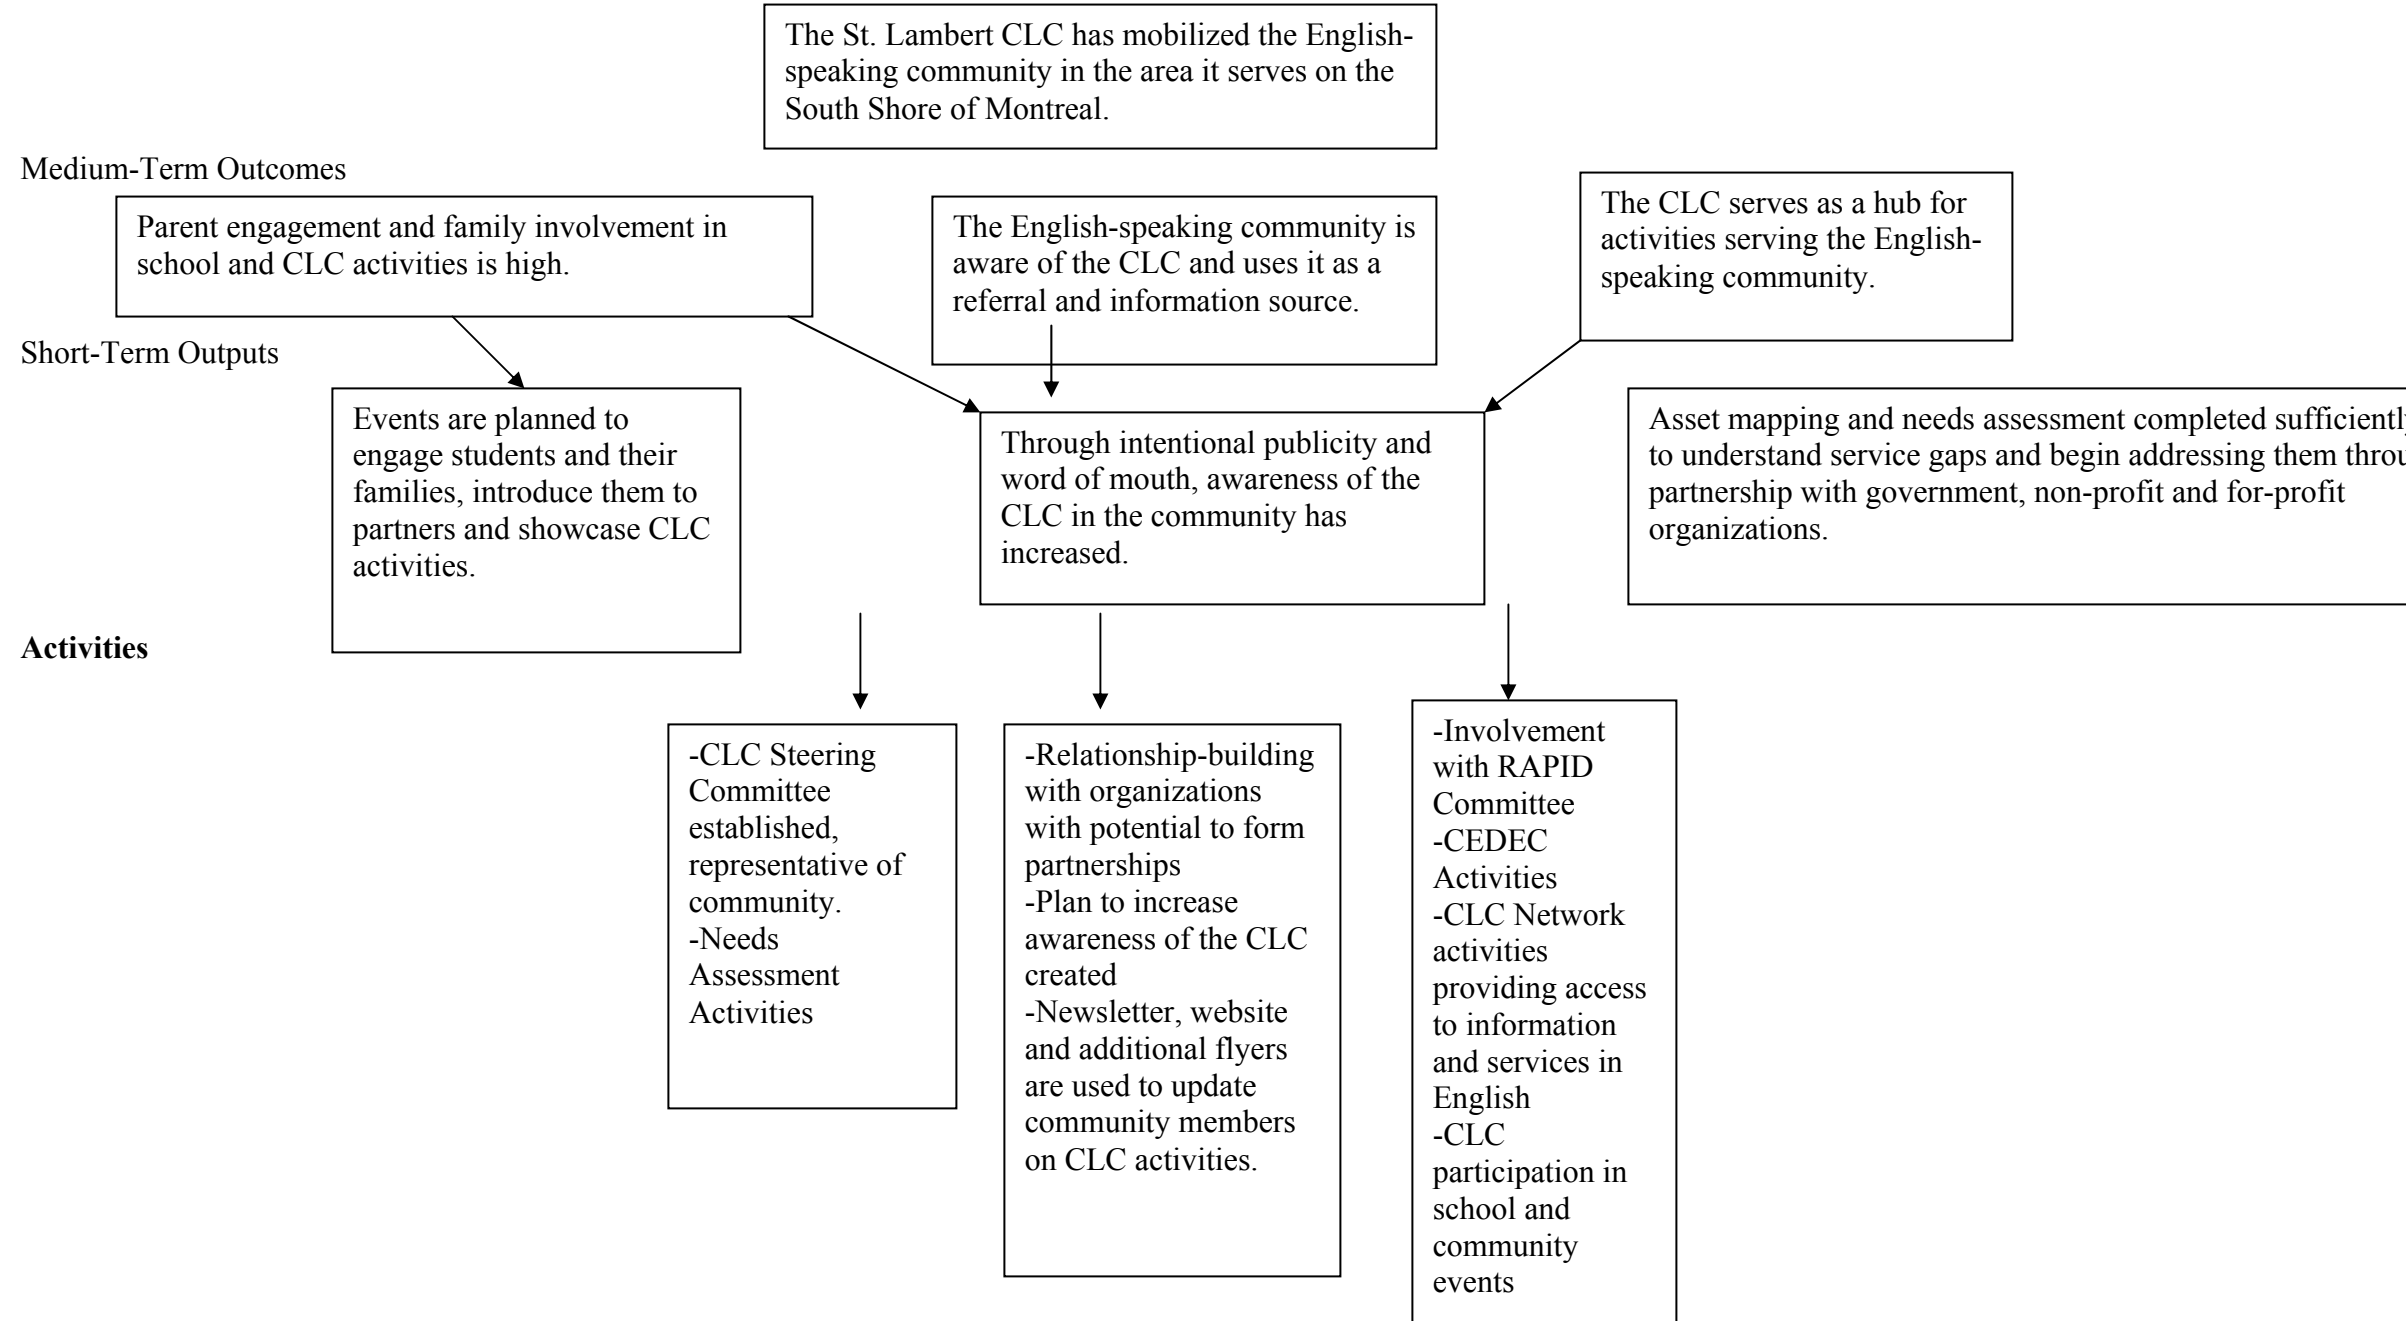 The St. Lambert CLC has mobilized the English-
speaking community in the area it serves on the
South Shore of Montreal.
Medium-Term Outcomes
Parent engagement and family involvement in
school and CLC activities is high.
The English-speaking community is
aware of the CLC and uses it as a
referral and information source.
The CLC serves as a hub for
activities serving the English-
speaking community.
Short-Term Outputs
Events are planned to
engage students and their
families, introduce them to
partners and showcase CLC
activities.
Through intentional publicity and
word of mouth, awareness of the
CLC in the community has
increased.
Asset mapping and needs assessment completed
to understand service gaps and begin addressing them
partnership with government, non-profit and for-profit
organizations.
Activities
-CLC Steering
Committee
established,
representative of
community.
-Needs
Assessment
Activities
-Relationship-building
with organizations
with potential to form
partnerships
-Plan to increase
awareness of the CLC
created
-Newsletter, website
and additional flyers
are used to update
community members
on CLC activities.
-Involvement
with RAPID
Committee
-CEDEC
Activities
-CLC Network
activities
providing access
to information
and services in
English
-CLC
participation in
school and
community
events